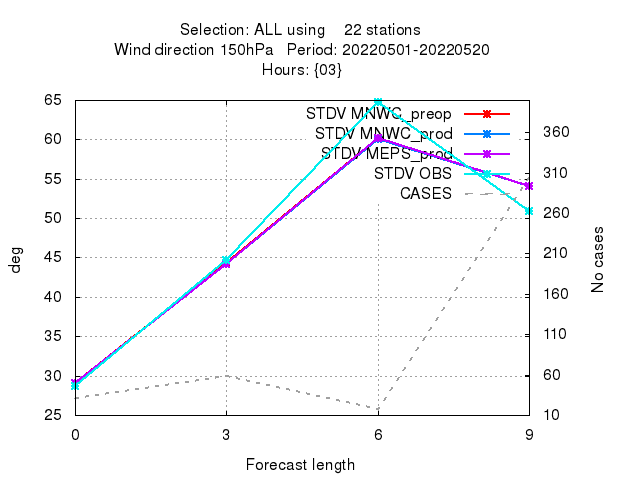 Selection: ALL using 22 stations
Wind direction 150hPa Period: 20220501-20220520
Hours: {03}
65
60
55
50
45
40
35
30
25
deg
STDV MNWC_preop
STDV MNWC_prod
STDV MEPS_prod
STDV OBS
CASES
360
310
260
210
160
110
60
10
No cases
0 3 6 9
Forecast length